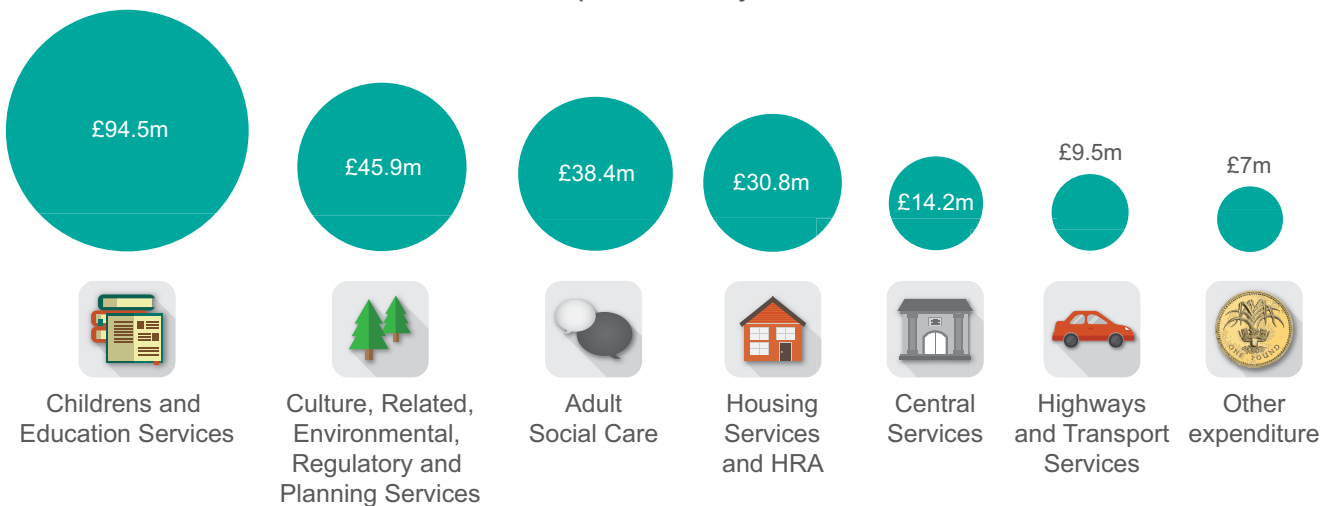 £94.5m
£45.9m
£38.4m
£30.8m
£14.2m
£9.5m
£7m
ONE POUND
Childrens and
Education Services
Culture, Related,
Environmental,
Regulatory and
Planning Services
Adult
Social Care
Housing
Services
and HRA
Central
Services
Highways
and Transport
Services
Other
expenditure